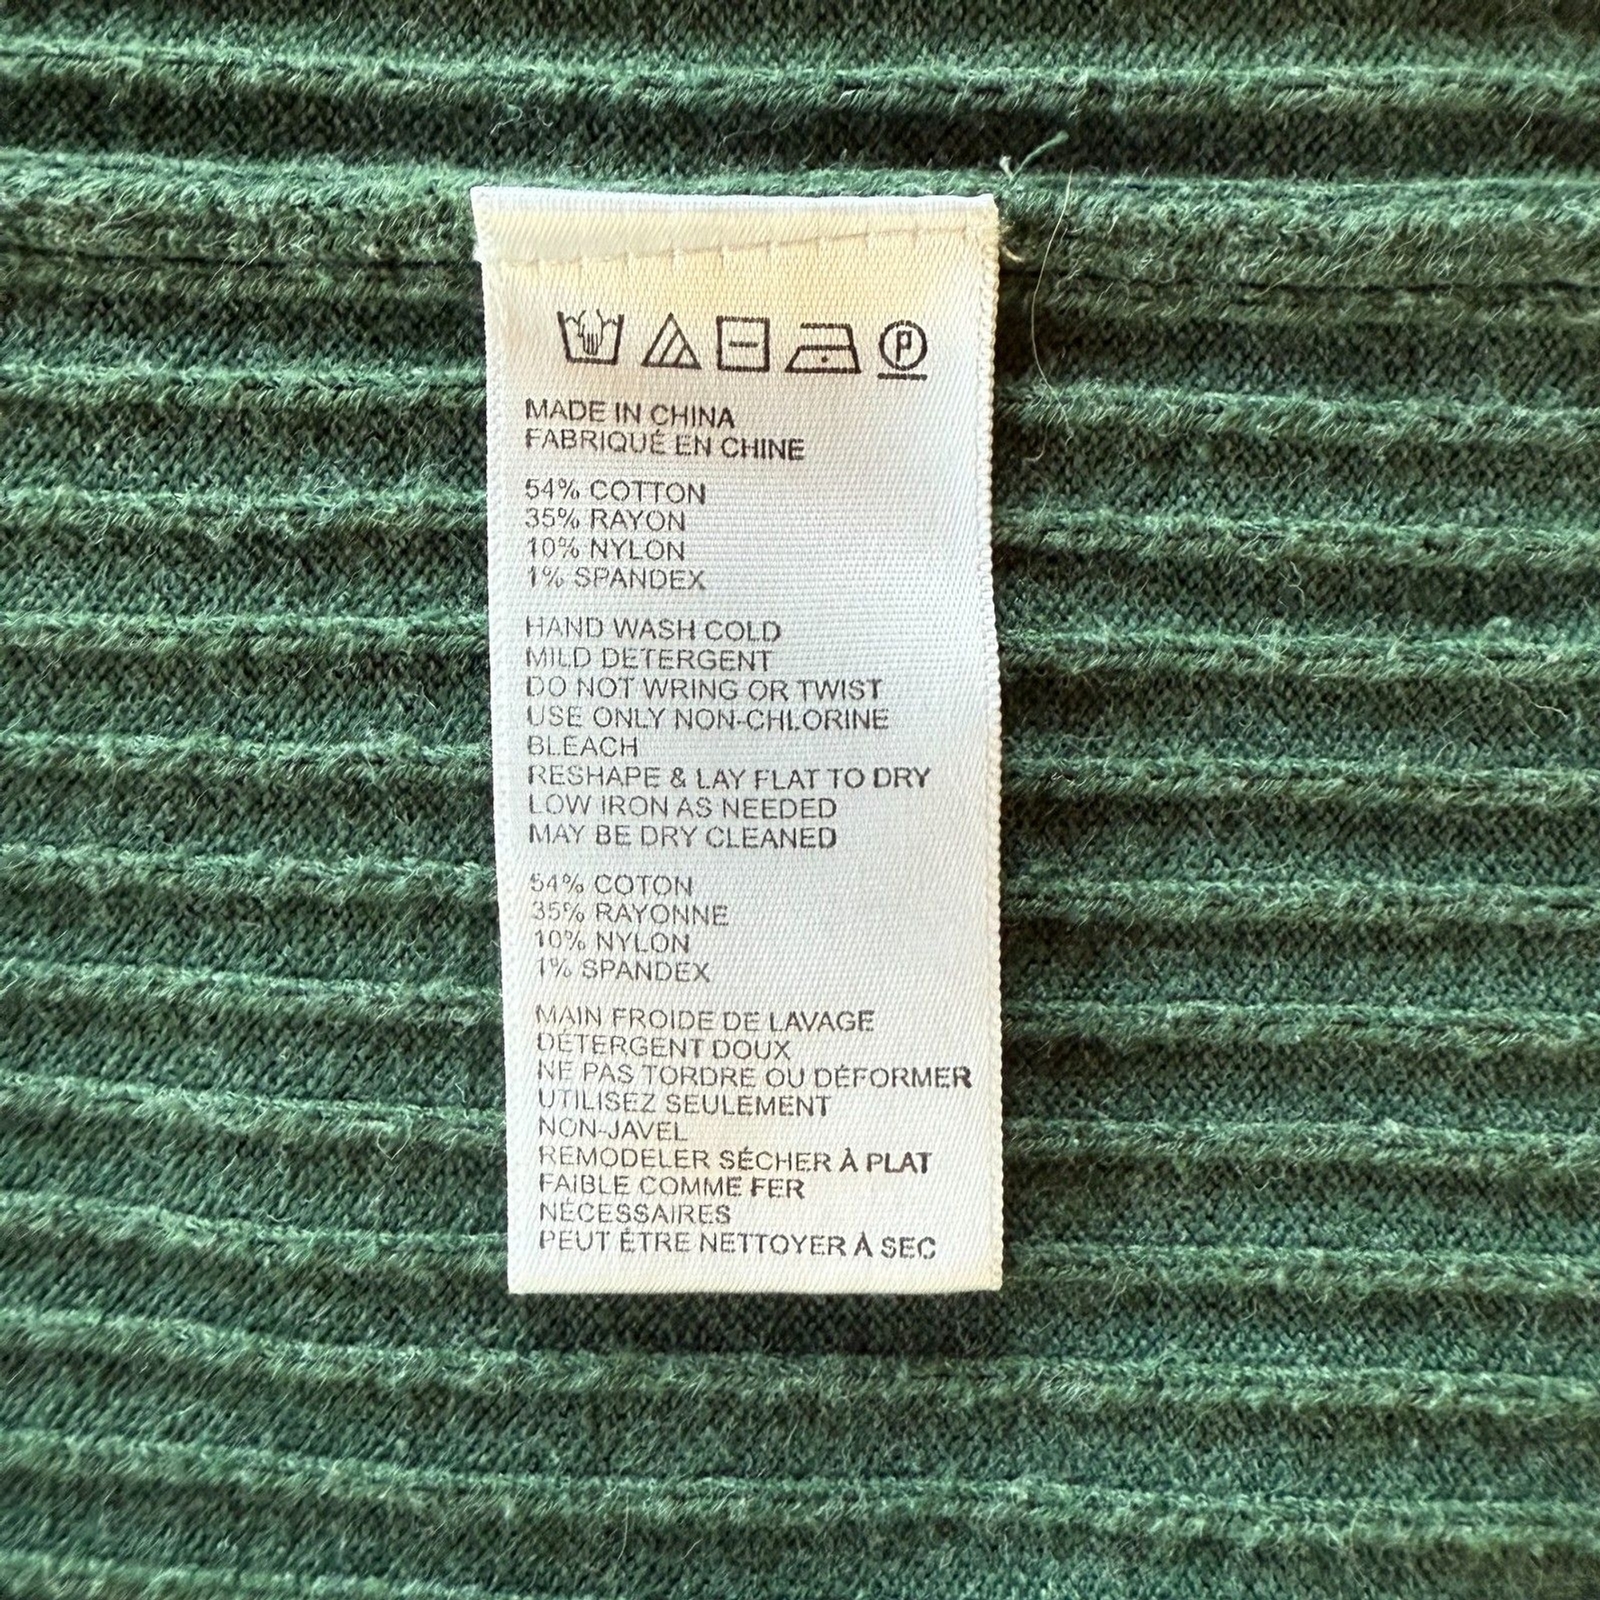 MADE IN CHINA
FABRIQUÉ EN CHINE
54% COTTON
35% RAYON
10% NYLON
1% SPANDEX
HAND WASH COLD
MILD DETERGENT
DO NOT WRING OR TWIST
USE ONLY NON-CHLORINE
BLEACH
RESHAPE & LAY FLAT TO DRY
LOW IRON AS NEEDED
MAY BE DRY CLEANED
54% COTON
35% RAYONNE
10% NYLON
1% SPANDEX
MAIN FROIDE DE LAVAGE
DÉTERGENT DOUX
NE PAS TORDRE OU DÉFORMER
UTILISEZ SEULEMENT
NON-JAVEL
REMODELER SÉCHER À PLAT
FAIBLE COMME FER
NÉCESSAIRES
PEUT ÊTRE NETTOYER À SEC